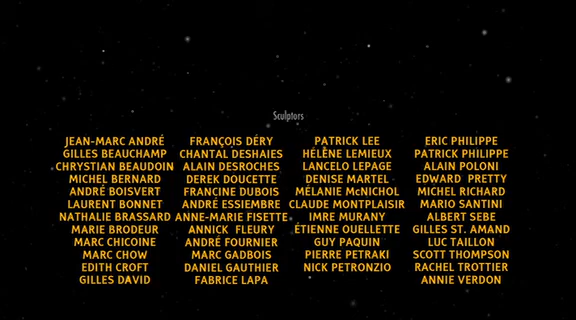 Sculptors
JEAN-MARC ANDRÉ
GILLES BEAUCHAMP
CHRYSTIAN BEAUDOIN
MICHEL BERNARD
ANDRÉ BOISVERT
LAURENT BONNET
NATHALIE BRASSARD
MARIE BRODEUR
MARC CHICOINE
MARC CHOW
EDITH CROFT
GILLES DAVID
FRANÇOIS DÉRY
CHANTAL DESHAIES
ALAIN DESROCHES
DEREK DOUCETTE
FRANCINE DUBOIS
ANDRÉ ESSIEMBRE
ANNE-MARIE FISETTE
ANNICK FLEURY
ANDRÉ FOURNIER
MARC GADBOIS
DANIEL GAUTHIER
FABRICE LAPA
PATRICK LEE
HÉLÈNE LEMIEUX
LANCELO LEPAGE
DENISE MARTEL
MÉLANIE McNICHOL
CLAUDE MONTPLAISIR
IMRE MURANY
ÉTIENNE OUELLETTE
GUY PAQUIN
PIERRE PETRAKI
NICK PETRONZIO
ERIC PHILIPPE
PATRICK PHILIPPE
ALAIN POLONI
EDWARD PRETTY
MICHEL RICHARD
MARIO SANTINI
ALBERT SEBE
GILLES ST. AMAND
LUC TAILLON
SCOTT THOMPSON
RACHEL TROTTIER
ANNIE VERDON